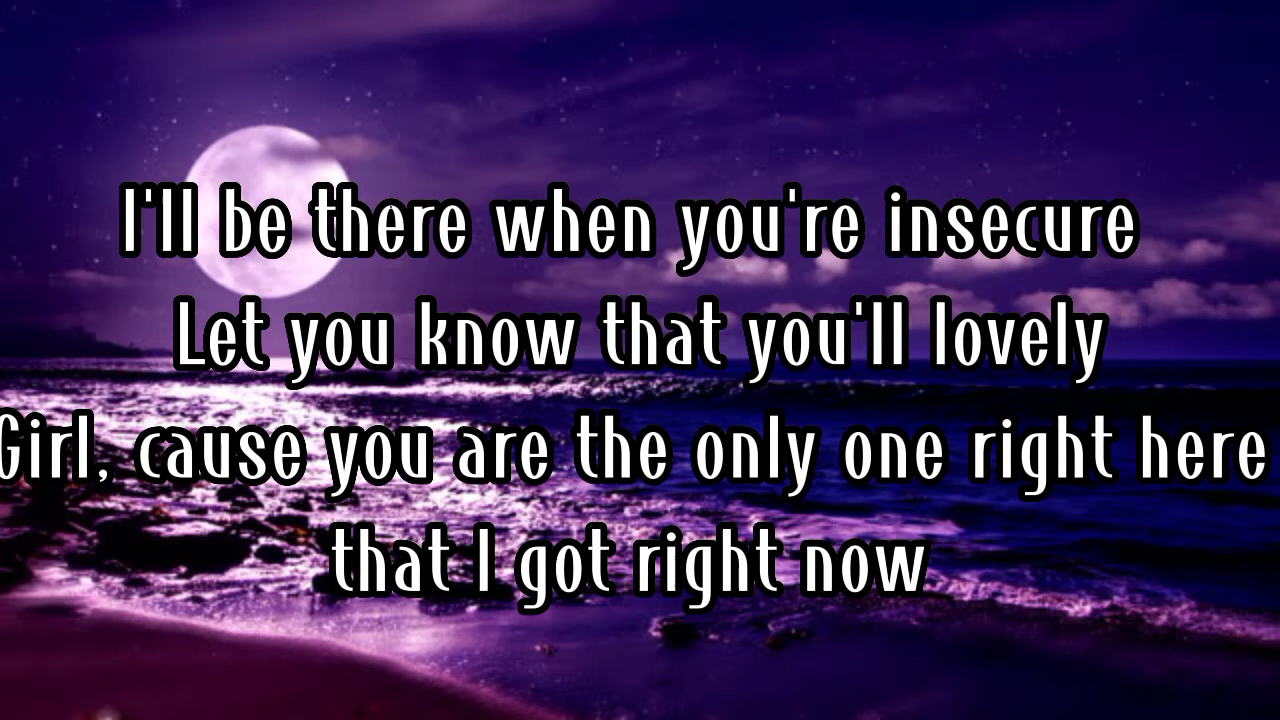 I'll be there when you're insecure
Let you know that you'll lovely
Girl, cause you are the only one right here
that I got right now